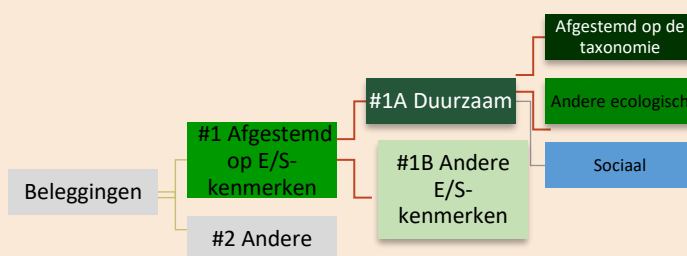 Beleggingen
#1 Afgestemd
op E/S-
kenmerken
#2 Andere
#1A Duurzaam
#1B Andere
E/S-
kenmerken
Afgestemd op de
taxonomie
Andere ecologisch
Sociaal